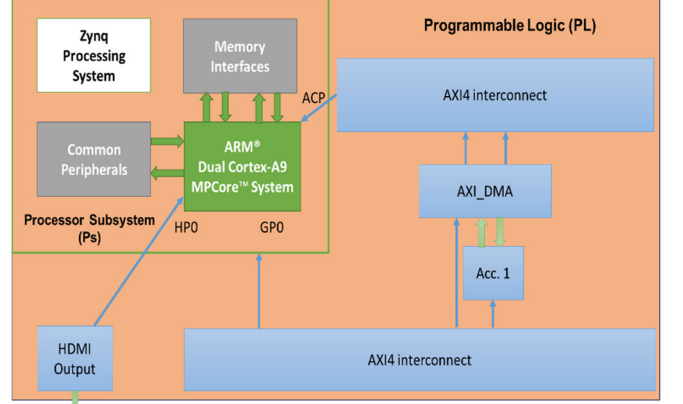 Zynq
Processing
System
Memory
Interfaces
Programmable Logic (PL)
ACP
AXI4 interconnect
Common
Peripherals
ARM®
Dual Cortex-A9
MPCore™ System
AXI_DMA
Processor Subsystem
(Ps)
HP0
GP0
Acc. 1
HDMI
Output
AXI4 interconnect